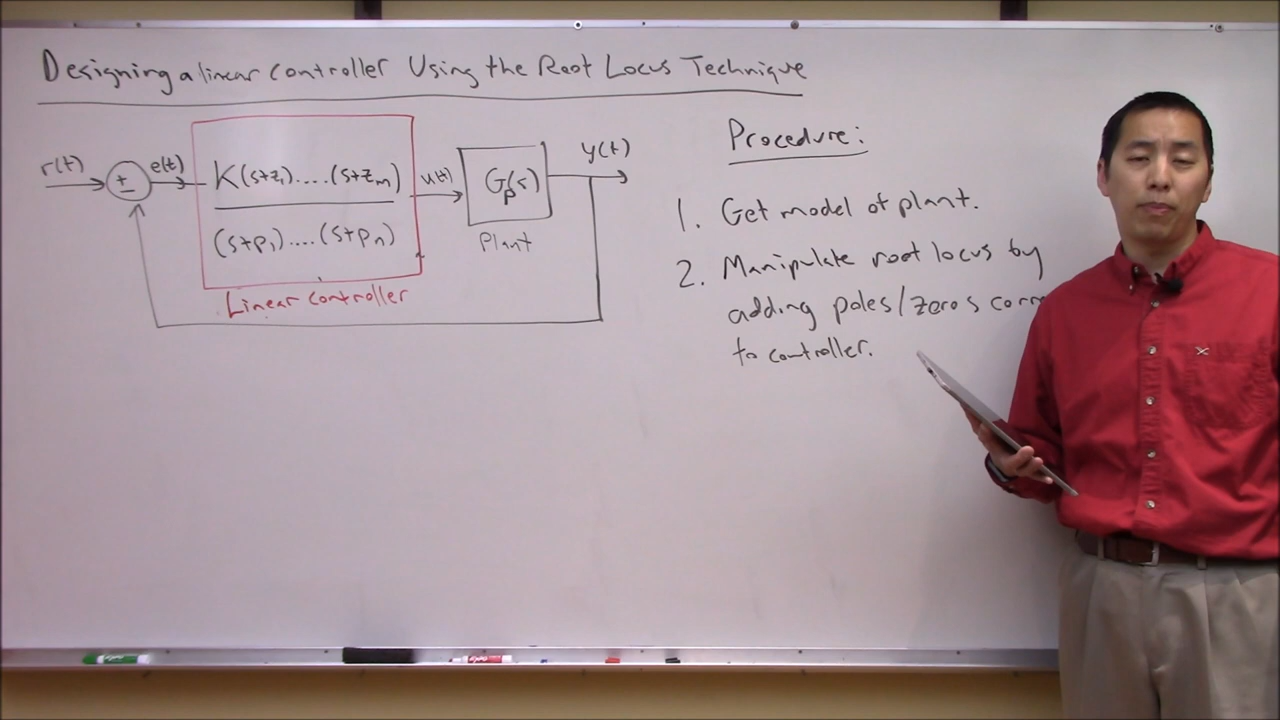 Designing a linear controller Using the Root Locus Technique
Procedure:
r(t) + − e(t) K(s+z₁).....(s+zₘ) u(t) Gₚ(s) y(t)
(s+p₁)....(s+pₙ)
Plant
Linear controller
1. Get model of plant.
2. Manipulate root locus by
adding poles/zeros
to controller.